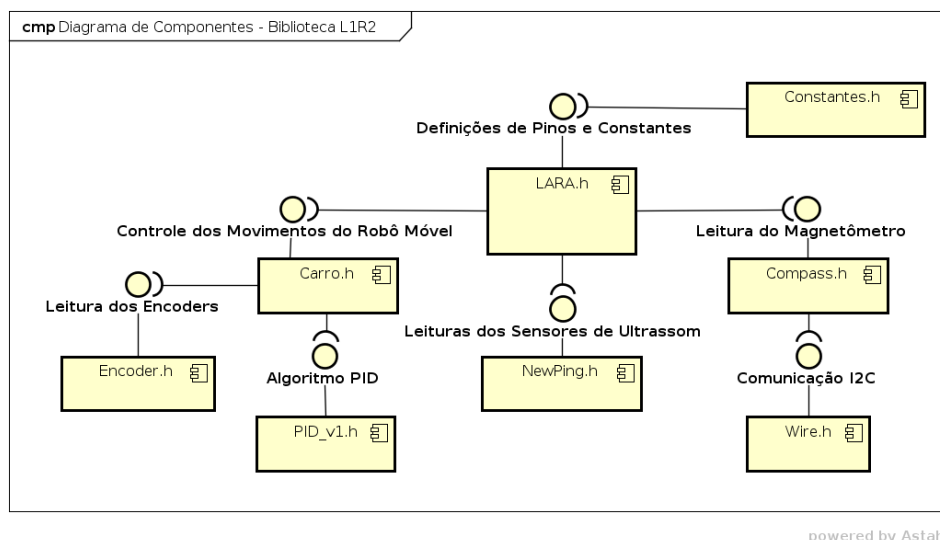 cmp Diagrama de Componentes - Biblioteca L1R2
Constantes.h
Definições de Pinos e Constantes
LARA.h
Controle dos Movimentos do Robô Móvel
Leitura do Magnetômetro
Carro.h
Compass.h
Leitura dos Encoders
Leituras dos Sensores de Ultrassom
Encoder.h
Algoritmo PID
NewPing.h
Comunicação I2C
PID_v1.h
Wire.h
powered by Astah